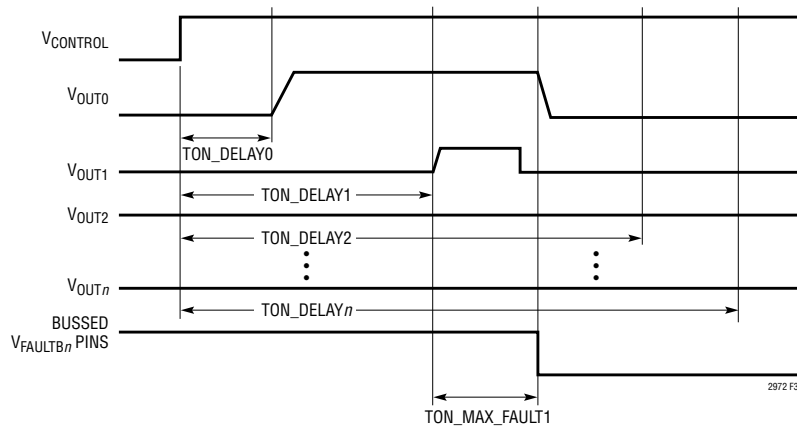 VCONTROL
VOUT0
TON_DELAY0
VOUT1
TON_DELAY1
VOUT2
TON_DELAY2
VOUTn
TON_DELAYn
BUSSED
VFAULTBn PINS
2972 F3
TON_MAX_FAULT1